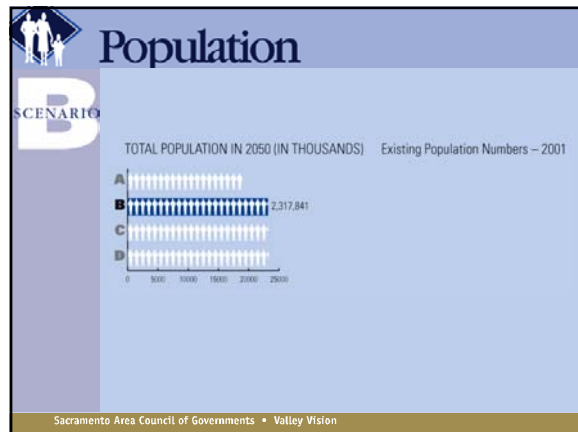 Population
B
SCENARIO
TOTAL POPULATION IN 2050 (IN THOUSANDS) Existing Population Numbers – 2001
A
B 2,317,841
C
D
0 5000 10000 15000 20000 25000
Sacramento Area Council of Governments • Valley Vision